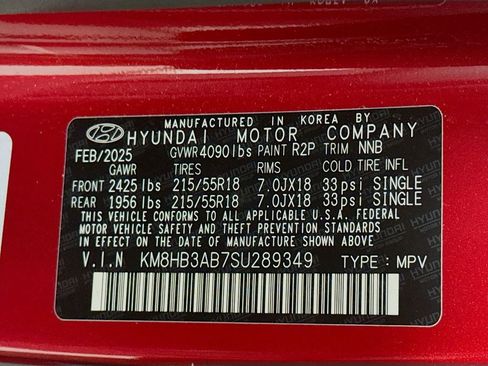 MANUFACTURED IN KOREA BY
HYUNDAI MOTOR COMPANY
FEB/2025 GVWR 4090lbs PAINT R2P TRIM NNB
GAWR TIRES RIMS COLD TIRE INFL
FRONT 2425 lbs 215/55R18 7.0JX18 33psi SINGLE
REAR 1956 lbs 215/55R18 7.0JX18 33psi SINGLE
THIS VEHICLE CONFORMS TO ALL APPLICABLE U.S.A. FEDERAL
MOTOR VEHICLE SAFETY AND THEFT PREVENTION STANDARDS
IN EFFECT ON THE DATE OF MANUFACTURE SHOWN ABOVE.
V.I.N KM8HB3AB7SU289349 TYPE : MPV